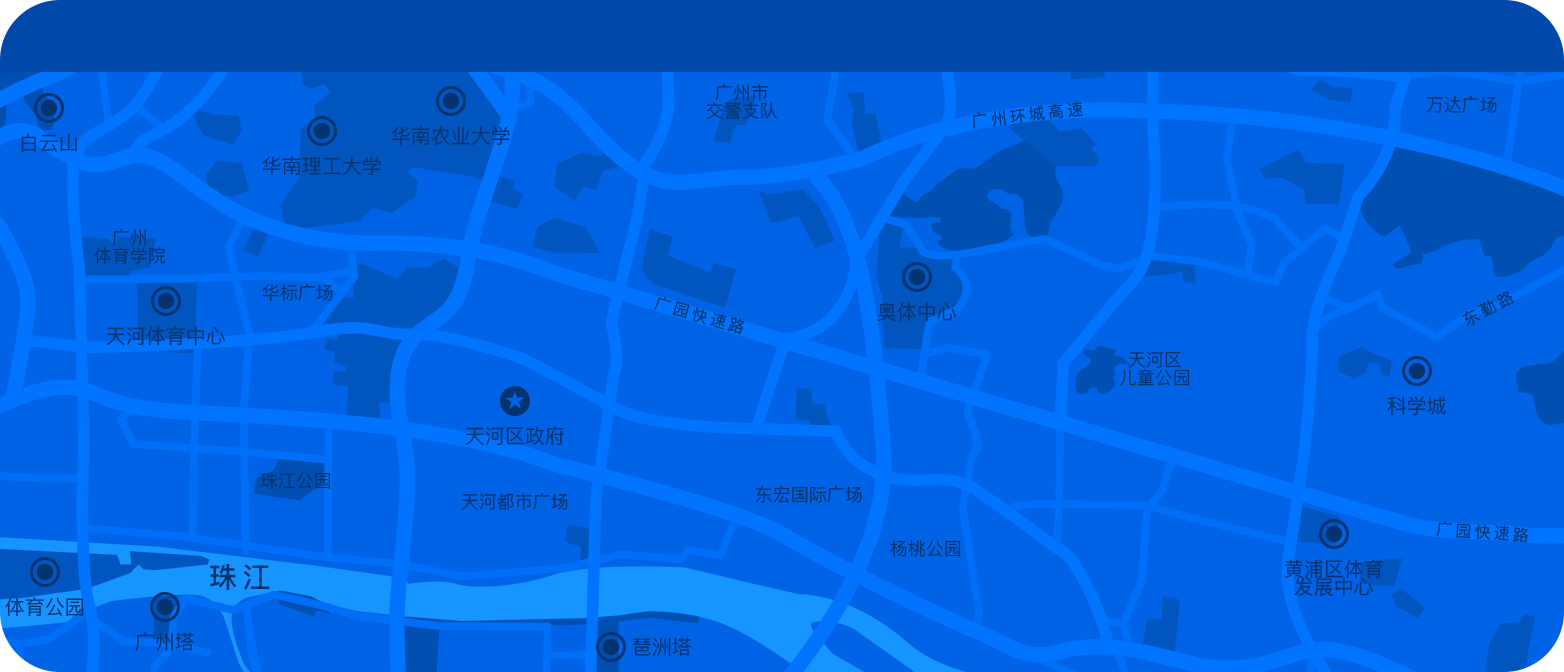 广州市
交警支队
万达广场
广州环城高速
白云山
华南农业大学
华南理工大学
广州
体育学院
华标广场
天河体育中心
广园快速路
奥体中心
东勤路
天河区
儿童公园
科学城
天河区政府
珠江公园
天河都市广场
东宏国际广场
广园快速路
杨桃公园
黄浦区体育
发展中心
珠江
体育公园
广州塔
琶洲塔